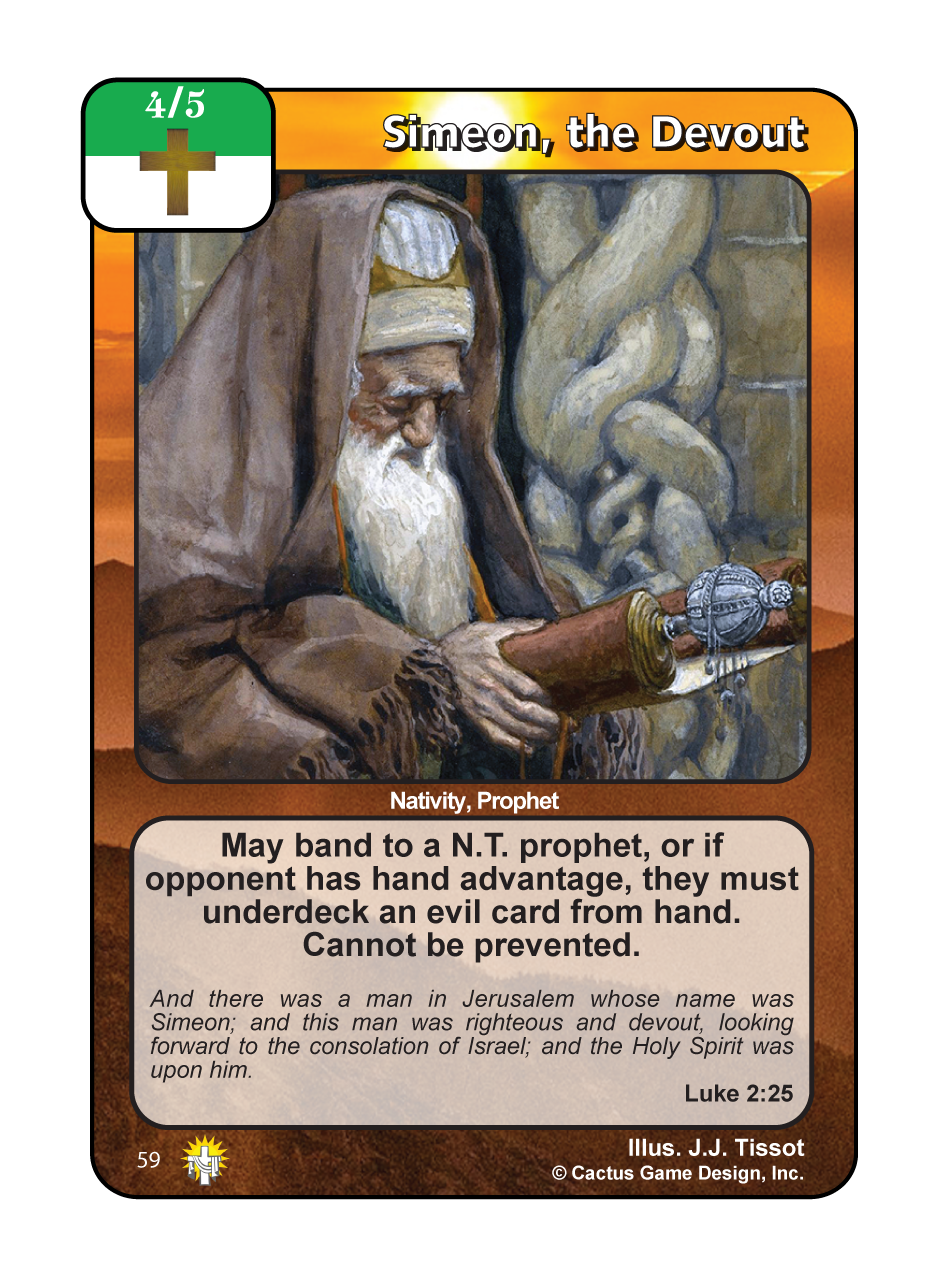 4/5
Simeon, the Devout
Nativity, Prophet
May band to a N.T. prophet, or if
opponent has hand advantage, they must
underdeck an evil card from hand.
Cannot be prevented.
And there was a man in Jerusalem whose name was
Simeon; and this man was righteous and devout, looking
forward to the consolation of Israel; and the Holy Spirit was
upon him.
Luke 2:25
59
Illus. J.J. Tissot
© Cactus Game Design, Inc.